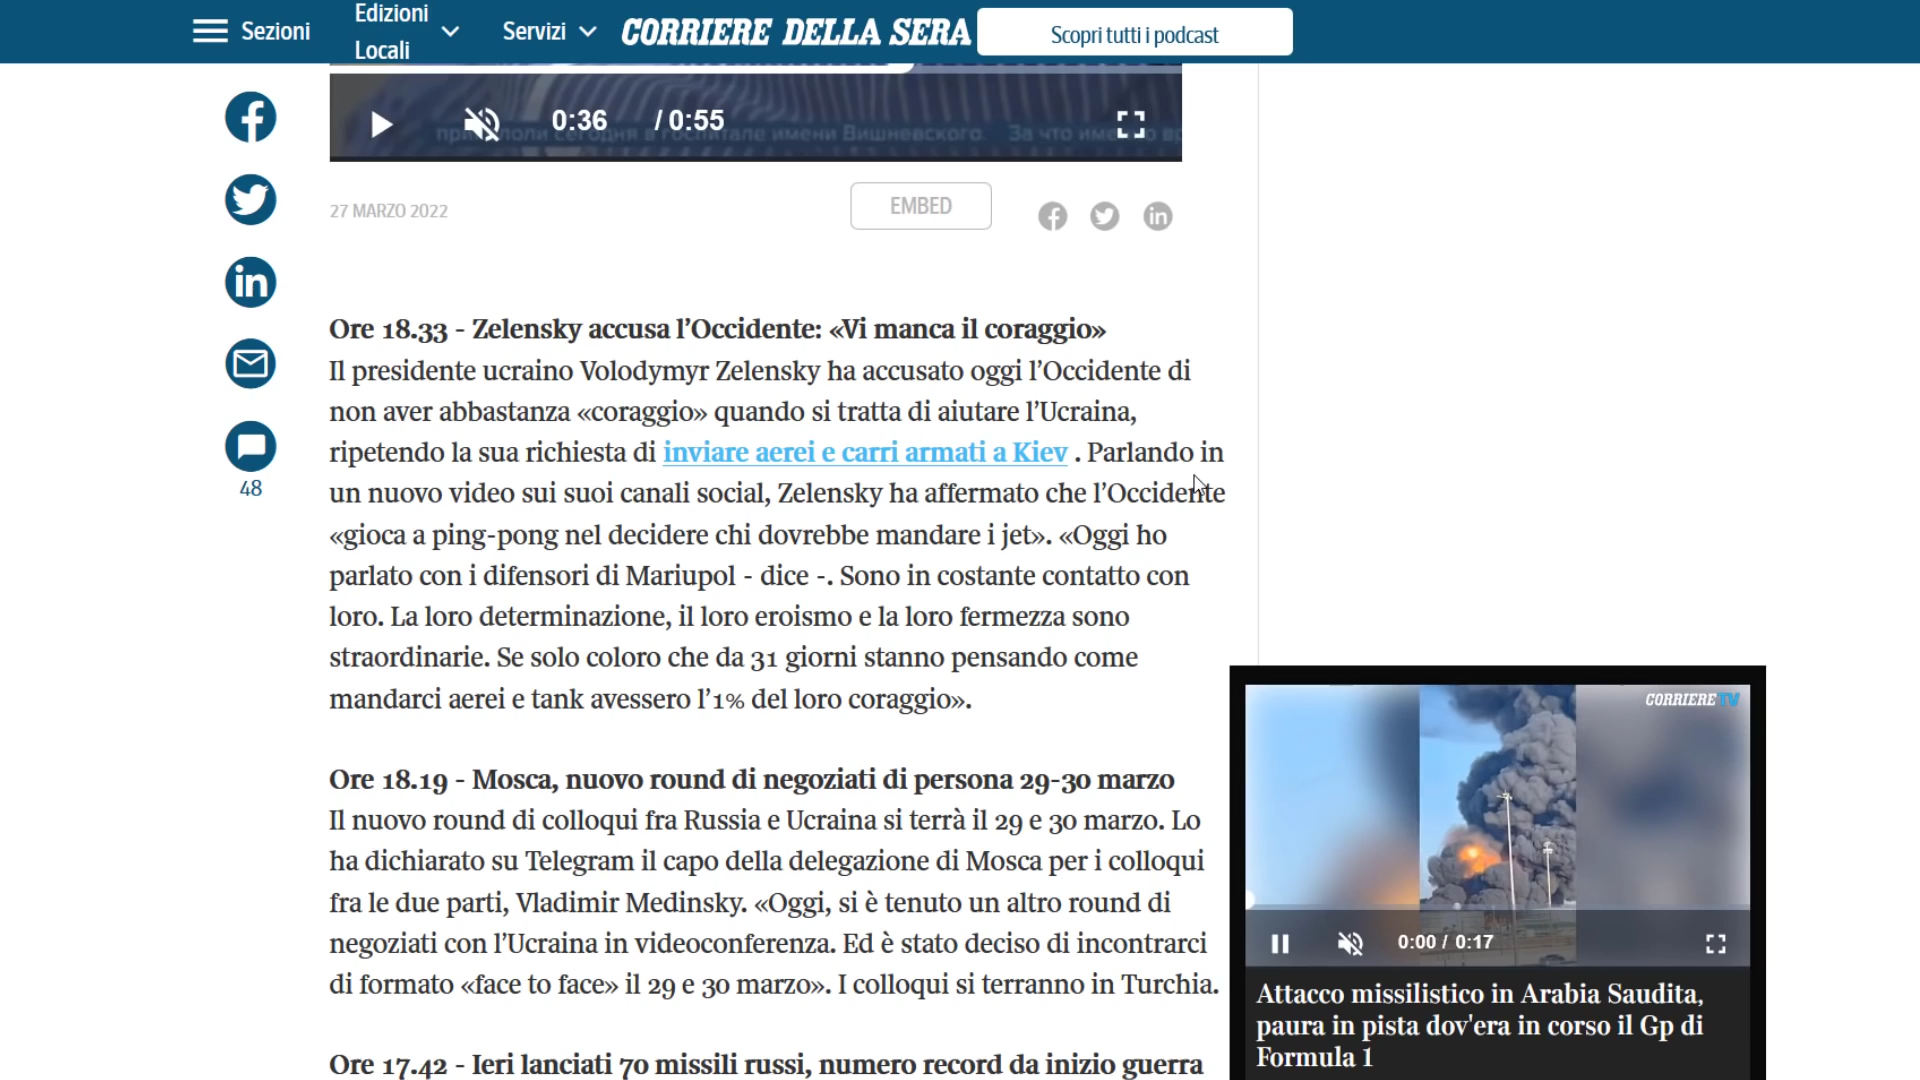 Sezioni
Edizioni
Locali
Servizi
CORRIERE DELLA SERA
Scopri tutti i podcast
0:36 / 0:55
сегодня в госпитале имени Вишневского. За что
27 MARZO 2022
EMBED
48
Ore 18.33 - Zelensky accusa l’Occidente: «Vi manca il coraggio»
Il presidente ucraino Volodymyr Zelensky ha accusato oggi l’Occidente di
non aver abbastanza «coraggio» quando si tratta di aiutare l’Ucraina,
ripetendo la sua richiesta di inviare aerei e carri armati a Kiev . Parlando in
un nuovo video sui suoi canali social, Zelensky ha affermato che l’Occidente
«gioca a ping-pong nel decidere chi dovrebbe mandare i jet». «Oggi ho
parlato con i difensori di Mariupol - dice -. Sono in costante contatto con
loro. La loro determinazione, il loro eroismo e la loro fermezza sono
straordinarie. Se solo coloro che da 31 giorni stanno pensando come
mandarci aerei e tank avessero l’1% del loro coraggio».
Ore 18.19 - Mosca, nuovo round di negoziati di persona 29-30 marzo
Il nuovo round di colloqui fra Russia e Ucraina si terrà il 29 e 30 marzo. Lo
ha dichiarato su Telegram il capo della delegazione di Mosca per i colloqui
fra le due parti, Vladimir Medinsky. «Oggi, si è tenuto un altro round di
negoziati con l’Ucraina in videoconferenza. Ed è stato deciso di incontrarci
di formato «face to face» il 29 e 30 marzo». I colloqui si terranno in Turchia.
Ore 17.42 - Ieri lanciati 70 missili russi, numero record da inizio guerra
CORRIERE TV
0:00 / 0:17
Attacco missilistico in Arabia Saudita,
paura in pista dov'era in corso il Gp di
Formula 1